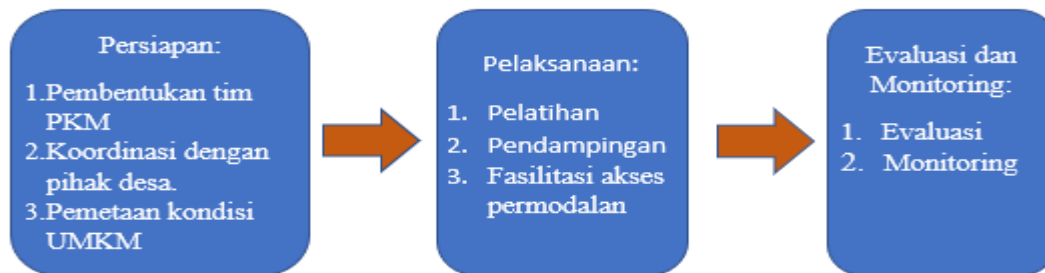 Persiapan:
1.Pembentukan tim
PKM
2.Koordinasi dengan
pihak desa.
3.Pemetaan kondisi
UMKM
Pelaksanaan:
1. Pelatihan
2. Pendampingan
3. Fasilitasi akses
permodalan
Evaluasi dan
Monitoring:
1. Evaluasi
2. Monitoring